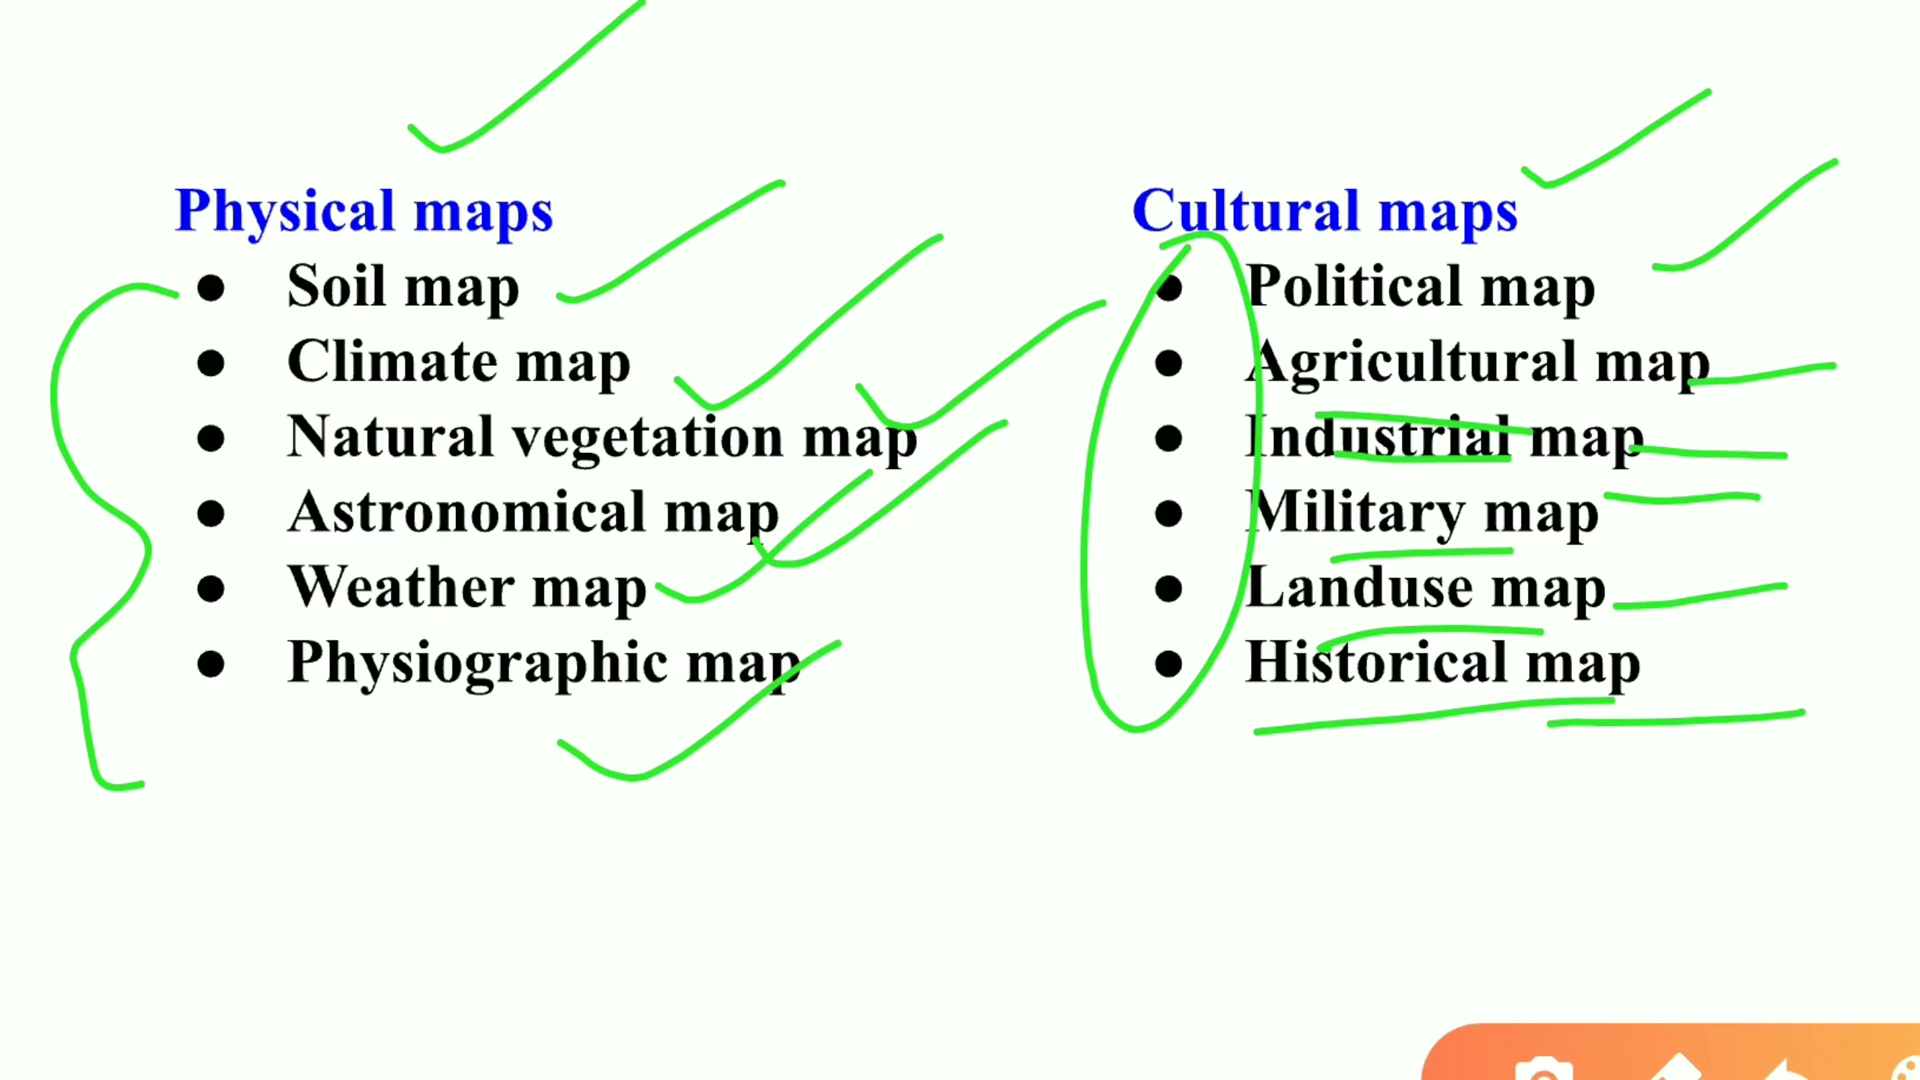 Physical maps
● Soil map
● Climate map
● Natural vegetation map
● Astronomical map
● Weather map
● Physiographic map
Cultural maps
● Political map
● Agricultural map
● Industrial map
● Military map
● Landuse map
● Historical map